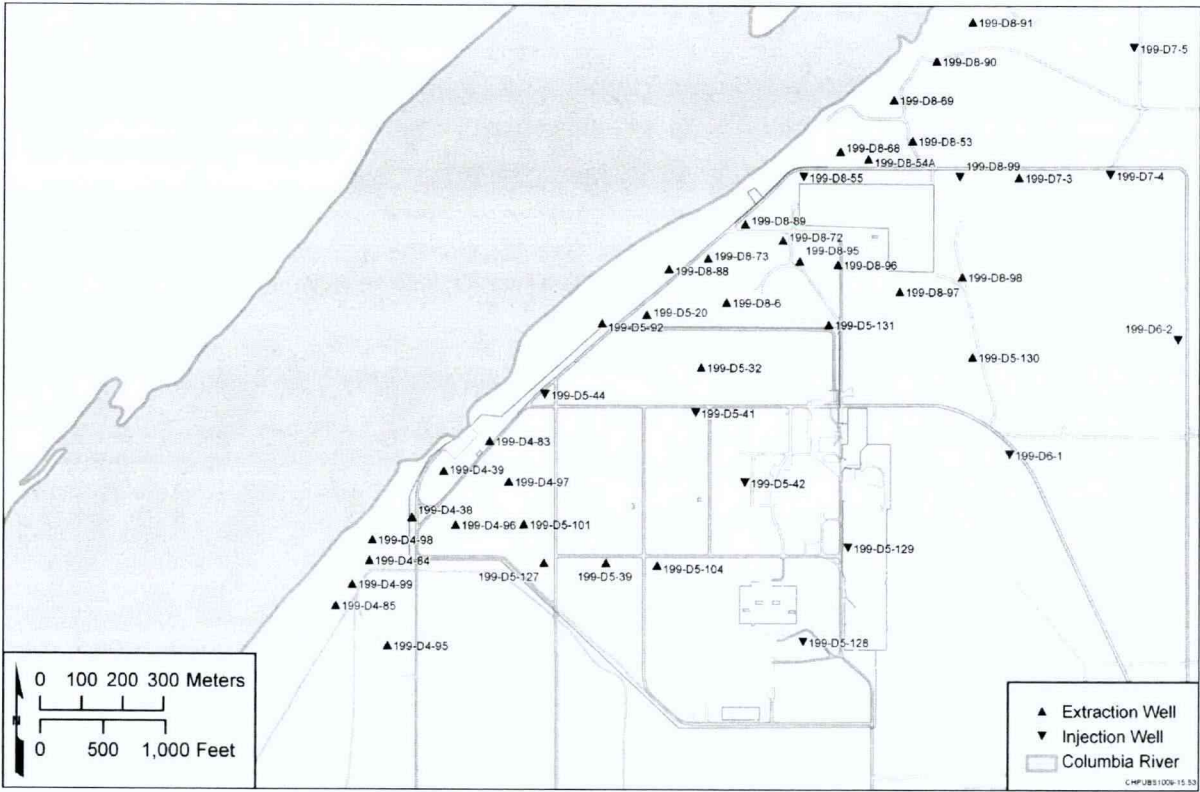 199-D8-91
199-D7-5
199-D8-90
199-D8-69
199-D8-53
199-D8-68
199-D8-54A
199-D8-99
199-D8-55
199-D7-3
199-D7-4
199-D8-89
199-D8-72
199-D8-73
199-D8-95
199-D8-96
199-D8-88
199-D8-98
199-D8-97
199-D8-6
199-D5-20
199-D5-92
199-D5-131
199-D6-2
199-D5-130
199-D5-32
199-D5-44
199-D5-41
199-D4-83
199-D6-1
199-D4-39
199-D4-97
199-D5-42
199-D4-38
199-D4-96
199-D5-101
199-D4-98
199-D5-129
199-D4-84
199-D5-127
199-D5-39
199-D5-104
199-D4-99
199-D4-85
199-D5-128
199-D4-95
0 100 200 300 Meters
N
0 500 1,000 Feet
Extraction Well
Injection Well
Columbia River
CHPUBS1009-15.53